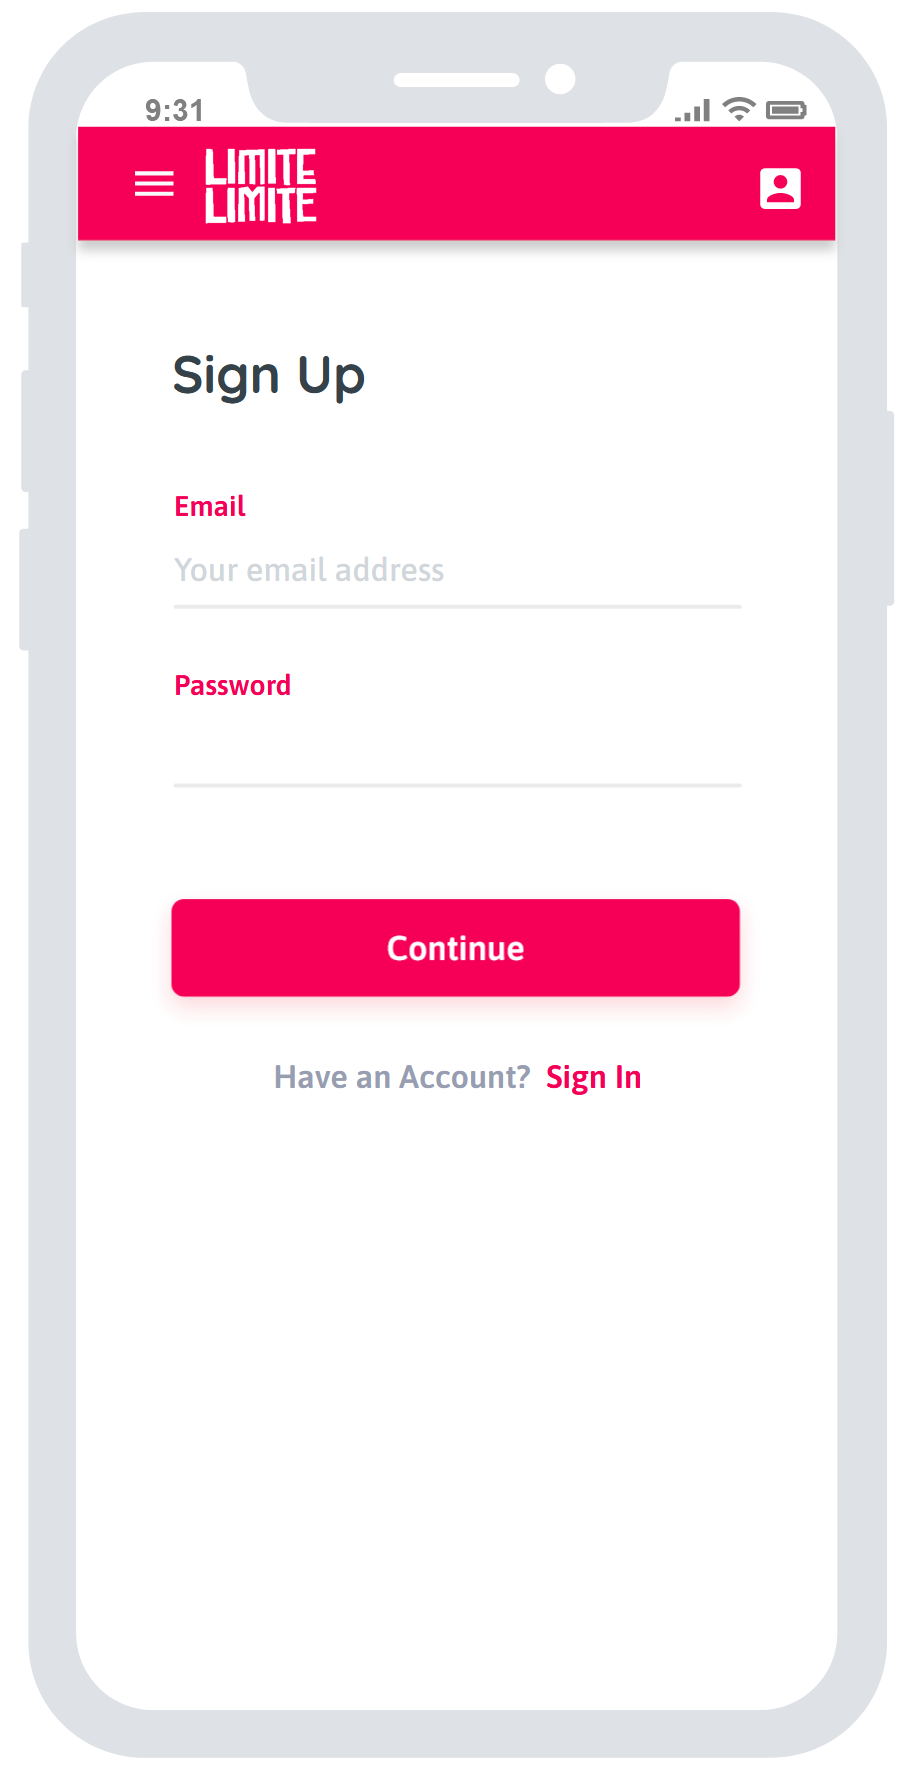 9:31
LIMITE
LIMITE
Sign Up
Email
Your email address
Password
Continue
Have an Account? Sign In